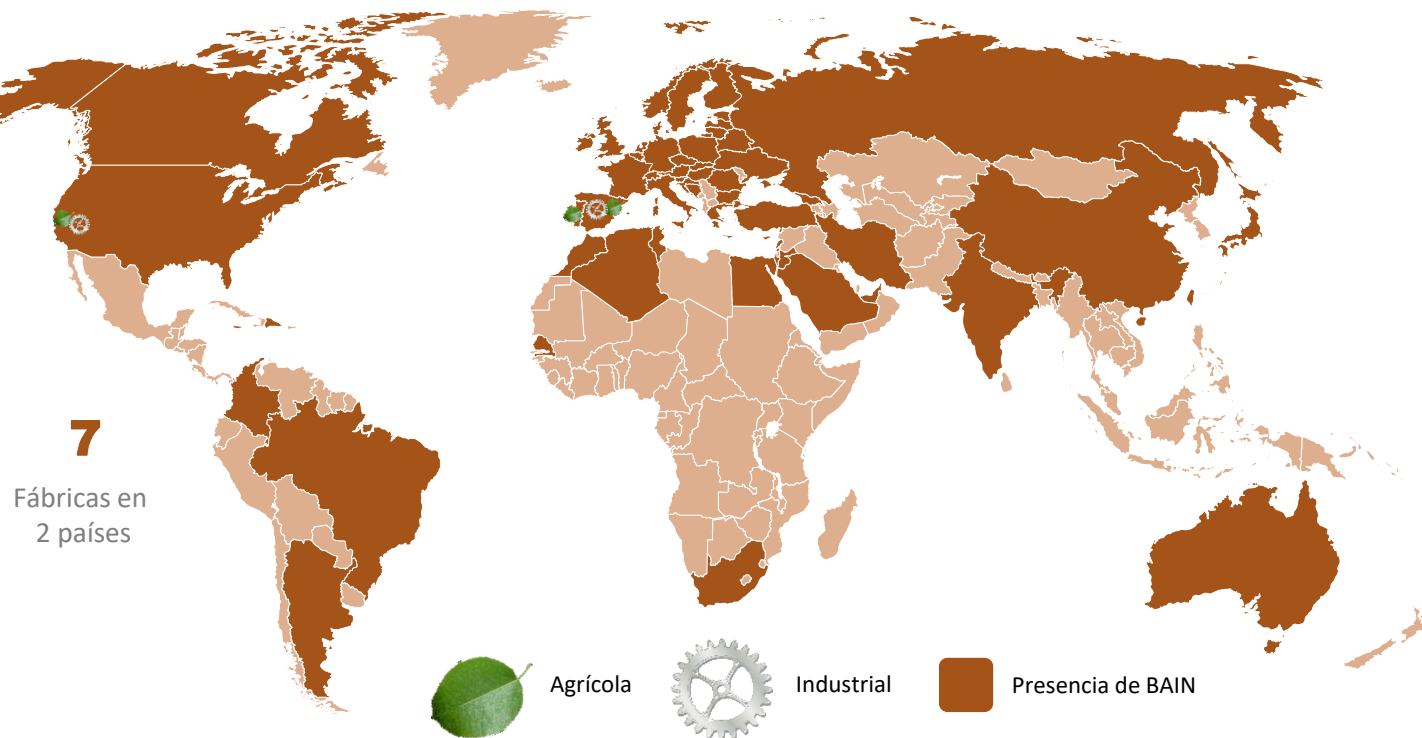 7
Fábricas en
2 países
Agrícola
Industrial
Presencia de BAIN